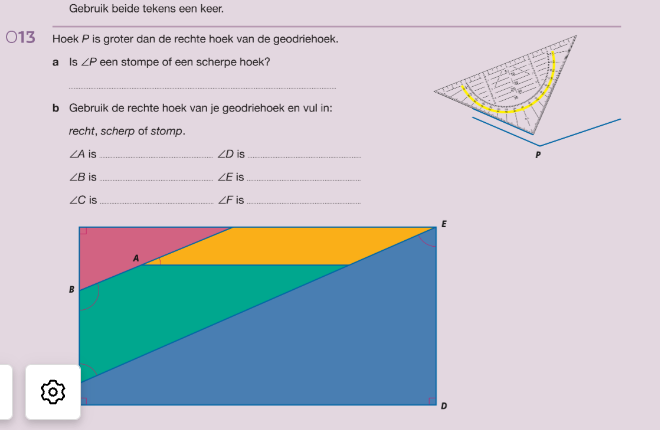 Gebruik beide tekens een keer.
O13 Hoek P is groter dan de rechte hoek van de geodriehoek.
a Is ∠P een stompe of een scherpe hoek?
b Gebruik de rechte hoek van je geodriehoek en vul in:
recht, scherp of stomp.
∠A is ∠D is
∠B is ∠E is
∠C is ∠F is
P
E
A
B
D